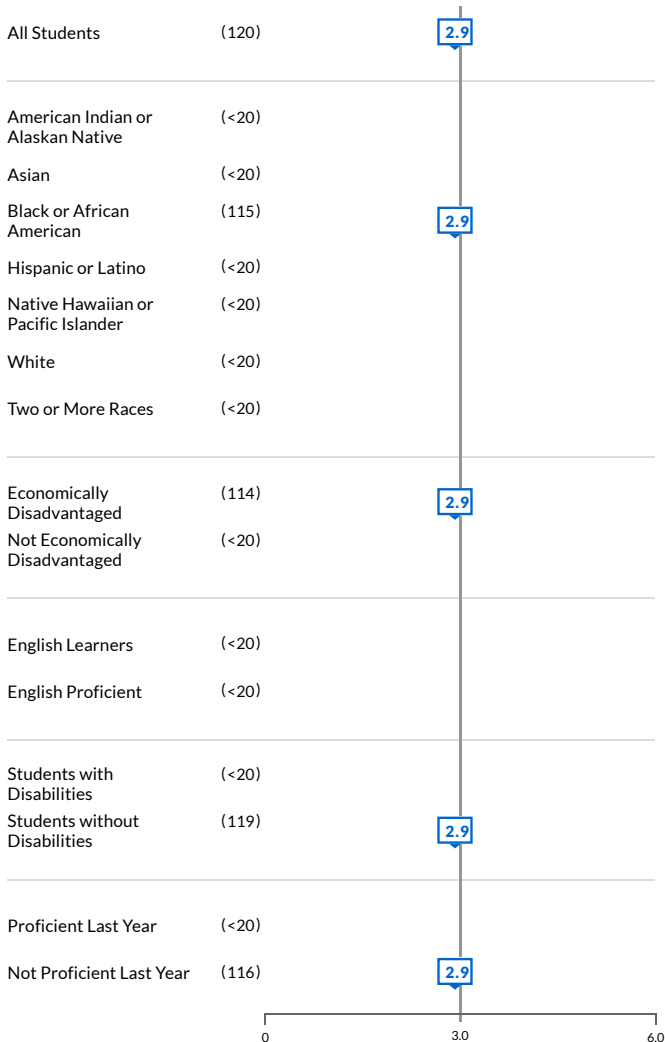 All Students (120) 2.9
American Indian or (<20)
Alaskan Native
Asian (<20)
Black or African (115) 2.9
American
Hispanic or Latino (<20)
Native Hawaiian or (<20)
Pacific Islander
White (<20)
Two or More Races (<20)
Economically (114) 2.9
Disadvantaged
Not Economically (<20)
Disadvantaged
English Learners (<20)
English Proficient (<20)
Students with (<20)
Disabilities
Students without (119) 2.9
Disabilities
Proficient Last Year (<20)
Not Proficient Last Year (116) 2.9
0 3.0 6.0